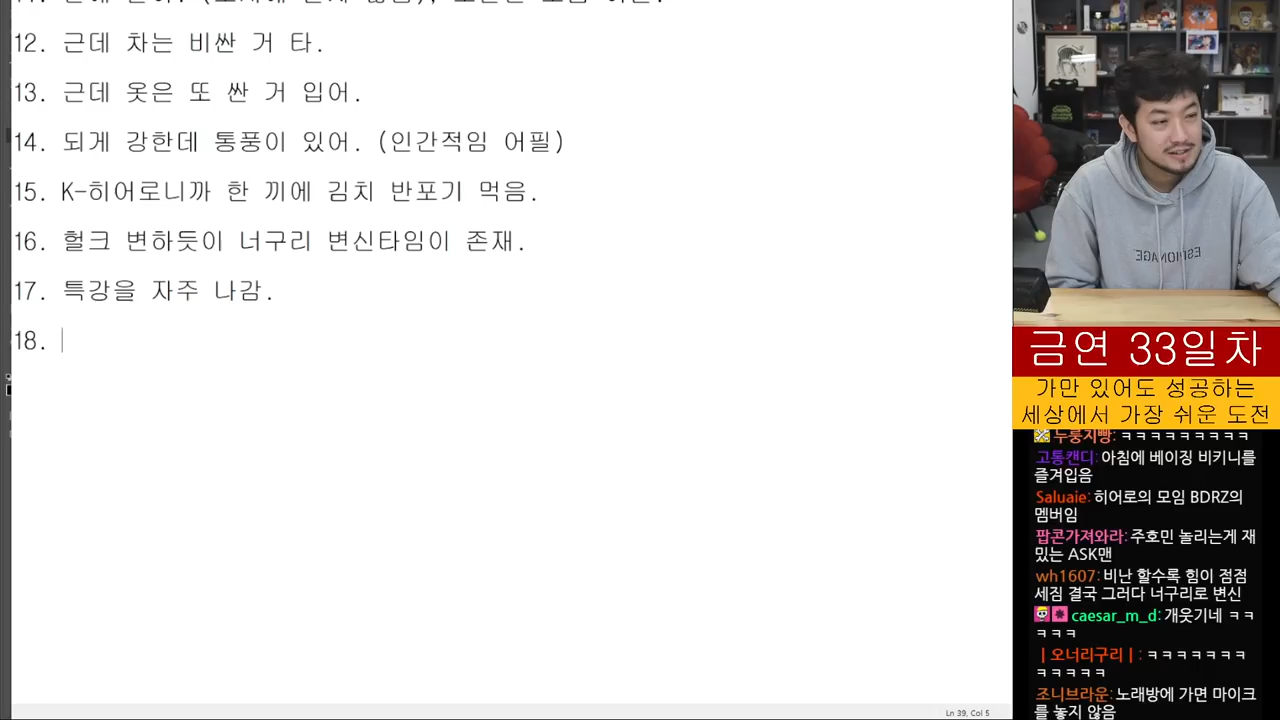 12. 근데 차는 비싼 거 타.
13. 근데 옷은 또 싼 거 입어.
14. 되게 강한데 통풍이 있어. (인간적임 어필)
15. K-히어로니까 한 끼에 김치 반포기 먹음.
16. 헐크 변하듯이 너구리 변신타임이 존재.
17. 특강을 자주 나감.
18.
Ln 39, Col 5
ESPIONAGE
금연 33일차
가만 있어도 성공하는
세상에서 가장 쉬운 도전
두룽지빵: ㅋㅋㅋㅋㅋㅋㅋㅋㅋ
고통캔디: 아침에 베이징 비키니를
즐겨입음
Saluaie: 히어로의 모임 BDRZ의
멤버임
팝콘가져와라: 주호민 놀리는게 재
밌는 ASK맨
wh1607: 비난 할수록 힘이 점점
세짐 결국 그러다 너구리로 변신
caesar_m_d: 개웃기네 ㅋㅋ
ㅋㅋㅋ
|오너리구리|: ㅋㅋㅋㅋㅋㅋㅋ
ㅋㅋㅋㅋㅋ
조니브라운: 노래방에 가면 마이크
를 놓지 않음